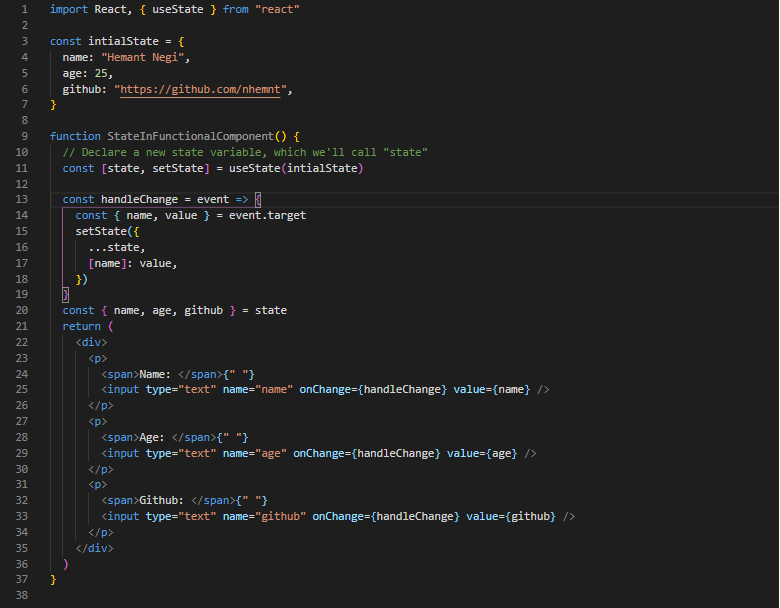 1 import React, { useState } from "react"
2
3 const intialState = {
4   name: "Hemant Negi",
5   age: 25,
6   github: "https://github.com/nhemnt",
7 }
8
9 function StateInFunctionalComponent() {
10   // Declare a new state variable, which we'll call "state"
11   const [state, setState] = useState(intialState)
12
13   const handleChange = event => {
14     const { name, value } = event.target
15     setState({
16       ...state,
17       [name]: value,
18     })
19   }
20   const { name, age, github } = state
21   return (
22     <div>
23       <p>
24         <span>Name: </span>{" "}
25         <input type="text" name="name" onChange={handleChange} value={name} />
26       </p>
27       <p>
28         <span>Age: </span>{" "}
29         <input type="text" name="age" onChange={handleChange} value={age} />
30       </p>
31       <p>
32         <span>Github: </span>{" "}
33         <input type="text" name="github" onChange={handleChange} value={github} />
34       </p>
35     </div>
36   )
37 }
38